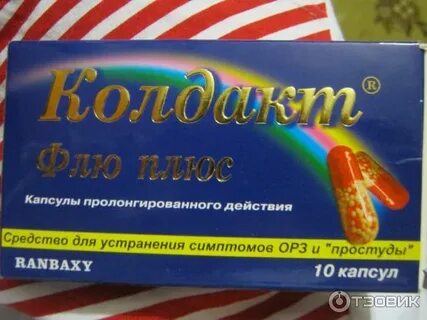 Колдакт®
Флю плюс
Капсулы пролонгированного действия
Средство для устранения симптомов ОРЗ и "простуды"
RANBAXY 10 капсул
ОТЗОВИК